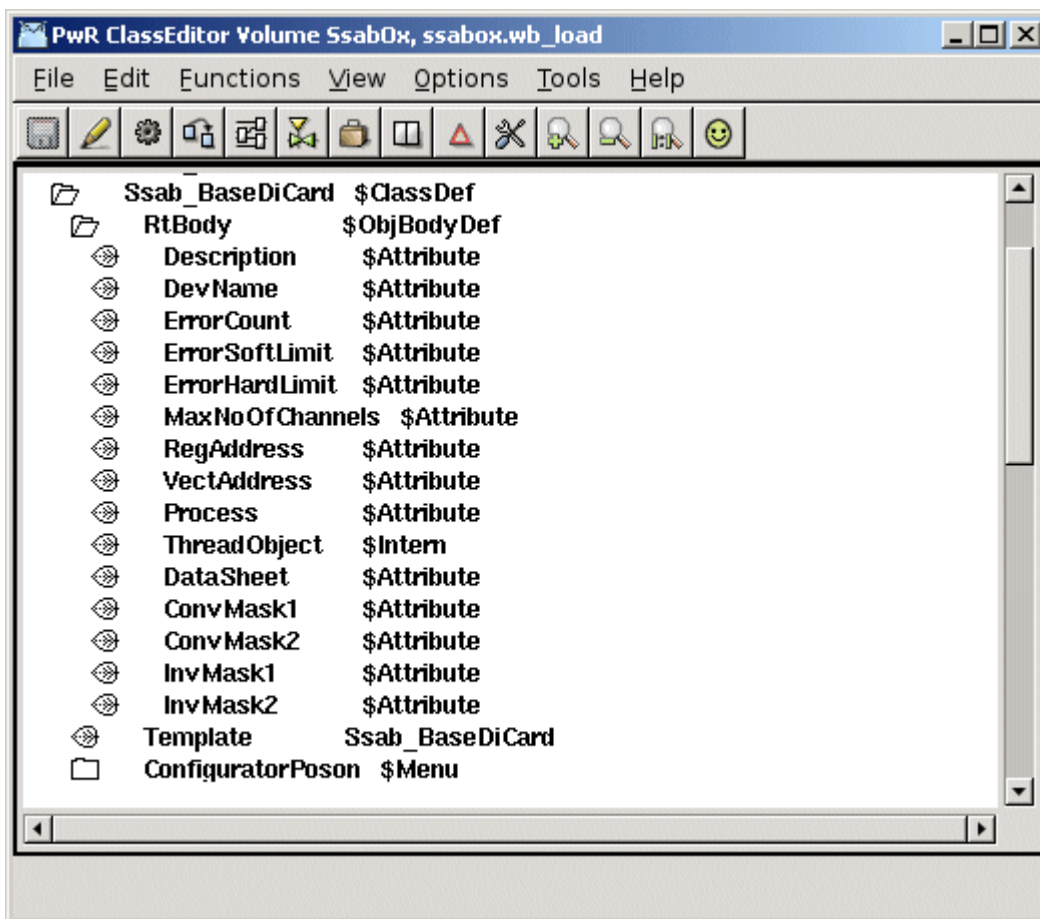 PwR ClassEditor Volume SsabOx, ssabox.wb_load
File Edit Functions View Options Tools Help
Ssab_BaseDiCard $ClassDef
RtBody $ObjBodyDef
Description $Attribute
DevName $Attribute
ErrorCount $Attribute
ErrorSoftLimit $Attribute
ErrorHardLimit $Attribute
MaxNoOfChannels $Attribute
RegAddress $Attribute
VectAddress $Attribute
Process $Attribute
ThreadObject $Intern
DataSheet $Attribute
ConvMask1 $Attribute
ConvMask2 $Attribute
InvMask1 $Attribute
InvMask2 $Attribute
Template Ssab_BaseDiCard
ConfiguratorPoson $Menu